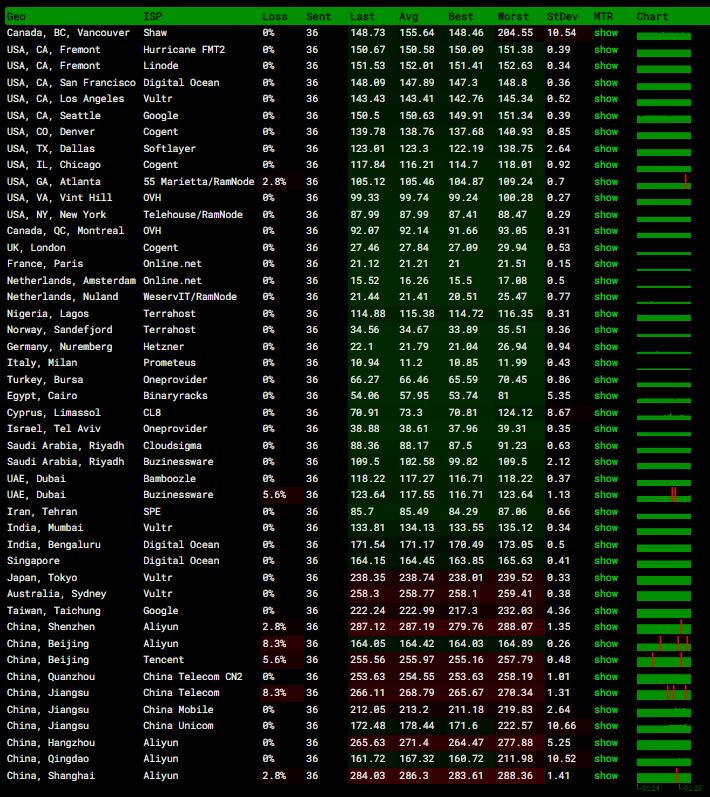 Geo ISP Loss Sent Last Avg Best Worst StDev MTR Chart
Canada, BC, Vancouver Shaw 0% 36 148.73 155.64 148.46 204.55 10.54 show
USA, CA, Fremont Hurricane FMT2 0% 36 150.67 150.58 150.09 151.38 0.39 show
USA, CA, Fremont Linode 0% 36 151.53 152.01 151.41 152.63 0.34 show
USA, CA, San Francisco Digital Ocean 0% 36 148.09 147.89 147.3 148.8 0.36 show
USA, CA, Los Angeles Vultr 0% 36 143.43 143.41 142.76 145.34 0.52 show
USA, CA, Seattle Google 0% 36 150.5 150.63 149.91 151.34 0.39 show
USA, CO, Denver Cogent 0% 36 139.78 138.76 137.68 140.93 0.85 show
USA, TX, Dallas Softlayer 0% 36 123.01 123.3 122.19 138.75 2.64 show
USA, IL, Chicago Cogent 0% 36 117.84 116.21 114.7 118.01 0.92 show
USA, GA, Atlanta 55 Marietta/RamNode 2.8% 36 105.12 105.46 104.87 109.24 0.7 show
USA, VA, Vint Hill OVH 0% 36 99.33 99.74 99.24 100.28 0.27 show
USA, NY, New York Telehouse/RamNode 0% 36 87.99 87.99 87.41 88.47 0.29 show
Canada, QC, Montreal OVH 0% 36 92.07 92.14 91.66 93.05 0.31 show
UK, London Cogent 0% 36 27.46 27.84 27.09 29.94 0.53 show
France, Paris Online.net 0% 36 21.12 21.21 21 21.51 0.15 show
Netherlands, Amsterdam Online.net 0% 36 15.52 16.26 15.5 17.08 0.5 show
Netherlands, Nuland WeservIT/RamNode 0% 36 21.44 21.41 20.51 25.47 0.77 show
Nigeria, Lagos Terrahost 0% 36 114.88 115.38 114.72 116.35 0.31 show
Norway, Sandefjord Terrahost 0% 36 34.56 34.67 33.89 35.51 0.36 show
Germany, Nuremberg Hetzner 0% 36 22.1 21.79 21.04 26.94 0.94 show
Italy, Milan Prometeus 0% 36 10.94 11.2 10.85 11.99 0.43 show
Turkey, Bursa Oneprovider 0% 36 66.27 66.46 65.59 70.45 0.86 show
Egypt, Cairo Binaryracks 0% 36 54.06 57.95 53.74 81 5.35 show
Cyprus, Limassol CL8 0% 36 70.91 73.3 70.81 124.12 8.67 show
Israel, Tel Aviv Oneprovider 0% 36 38.88 38.61 37.96 39.31 0.35 show
Saudi Arabia, Riyadh Cloudsigma 0% 36 88.36 88.17 87.5 91.23 0.63 show
Saudi Arabia, Riyadh Buzinessware 0% 36 109.5 102.58 99.82 109.5 2.12 show
UAE, Dubai Bamboozle 0% 36 118.22 117.27 116.71 118.22 0.37 show
UAE, Dubai Buzinessware 5.6% 36 123.64 117.55 116.71 123.64 1.13 show
Iran, Tehran SPE 0% 36 85.7 85.49 84.29 87.06 0.66 show
India, Mumbai Vultr 0% 36 133.81 134.13 133.55 135.12 0.34 show
India, Bengaluru Digital Ocean 0% 36 171.54 171.17 170.49 173.05 0.5 show
Singapore Digital Ocean 0% 36 164.15 164.45 163.85 165.63 0.41 show
Japan, Tokyo Vultr 0% 36 238.35 238.74 238.01 239.52 0.33 show
Australia, Sydney Vultr 0% 36 258.3 258.77 258.1 259.41 0.38 show
Taiwan, Taichung Google 0% 36 222.24 222.99 217.3 232.03 4.36 show
China, Shenzhen Aliyun 2.8% 36 287.12 287.19 279.76 288.07 1.35 show
China, Beijing Aliyun 8.3% 36 164.05 164.42 164.03 164.89 0.26 show
China, Beijing Tencent 5.6% 36 255.56 255.97 255.16 257.79 0.48 show
China, Quanzhou China Telecom CN2 0% 36 253.63 254.55 253.63 258.19 1.01 show
China, Jiangsu China Telecom 8.3% 36 266.11 268.79 265.67 270.34 1.31 show
China, Jiangsu China Mobile 0% 36 212.05 213.2 211.18 219.83 2.64 show
China, Jiangsu China Unicom 0% 36 172.48 178.44 171.6 222.57 10.66 show
China, Hangzhou Aliyun 0% 36 265.63 271.4 264.47 277.88 5.25 show
China, Qingdao Aliyun 0% 36 161.72 167.32 160.72 211.98 10.52 show
China, Shanghai Aliyun 2.8% 36 284.03 286.3 283.61 288.36 1.41 show
01:24 01:26